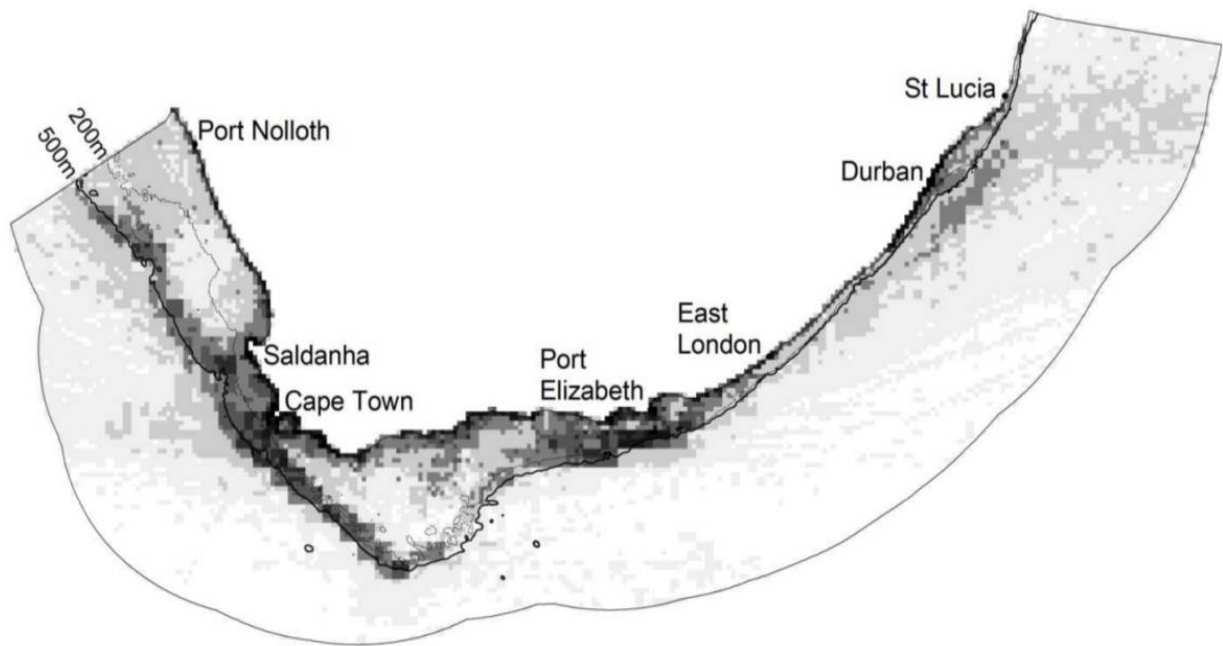 200m
500m
Port Nolloth
Saldanha
Cape Town
Port
Elizabeth
East
London
Durban
St Lucia